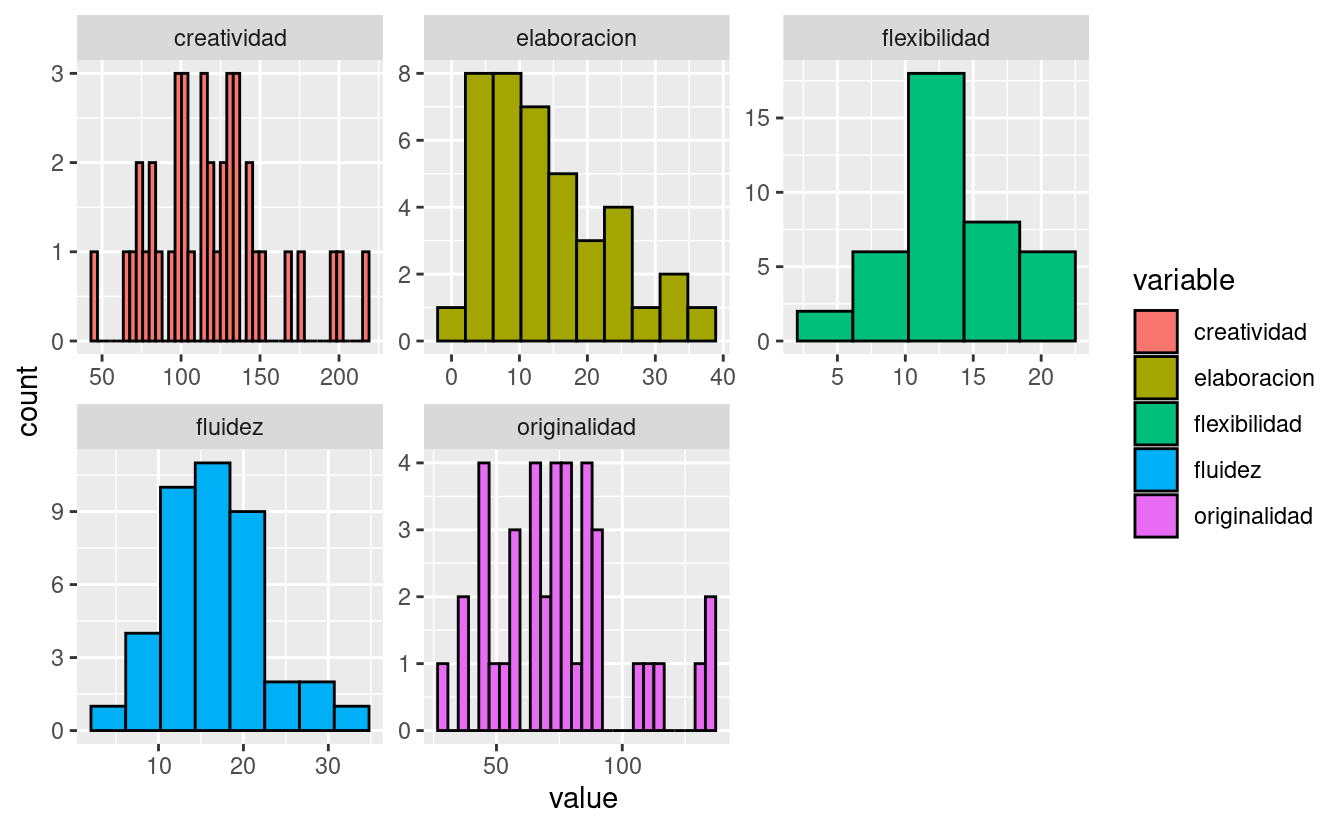 creatividad
elaboracion
flexibilidad
3
2
1
0
50 100 150 200
8
6
4
2
0
0 10 20 30 40
15
10
5
0
5 10 15 20
count
fluidez
originalidad
9
6
3
0
10 20 30
4
3
2
1
0
50 100
value
variable
creatividad
elaboracion
flexibilidad
fluidez
originalidad